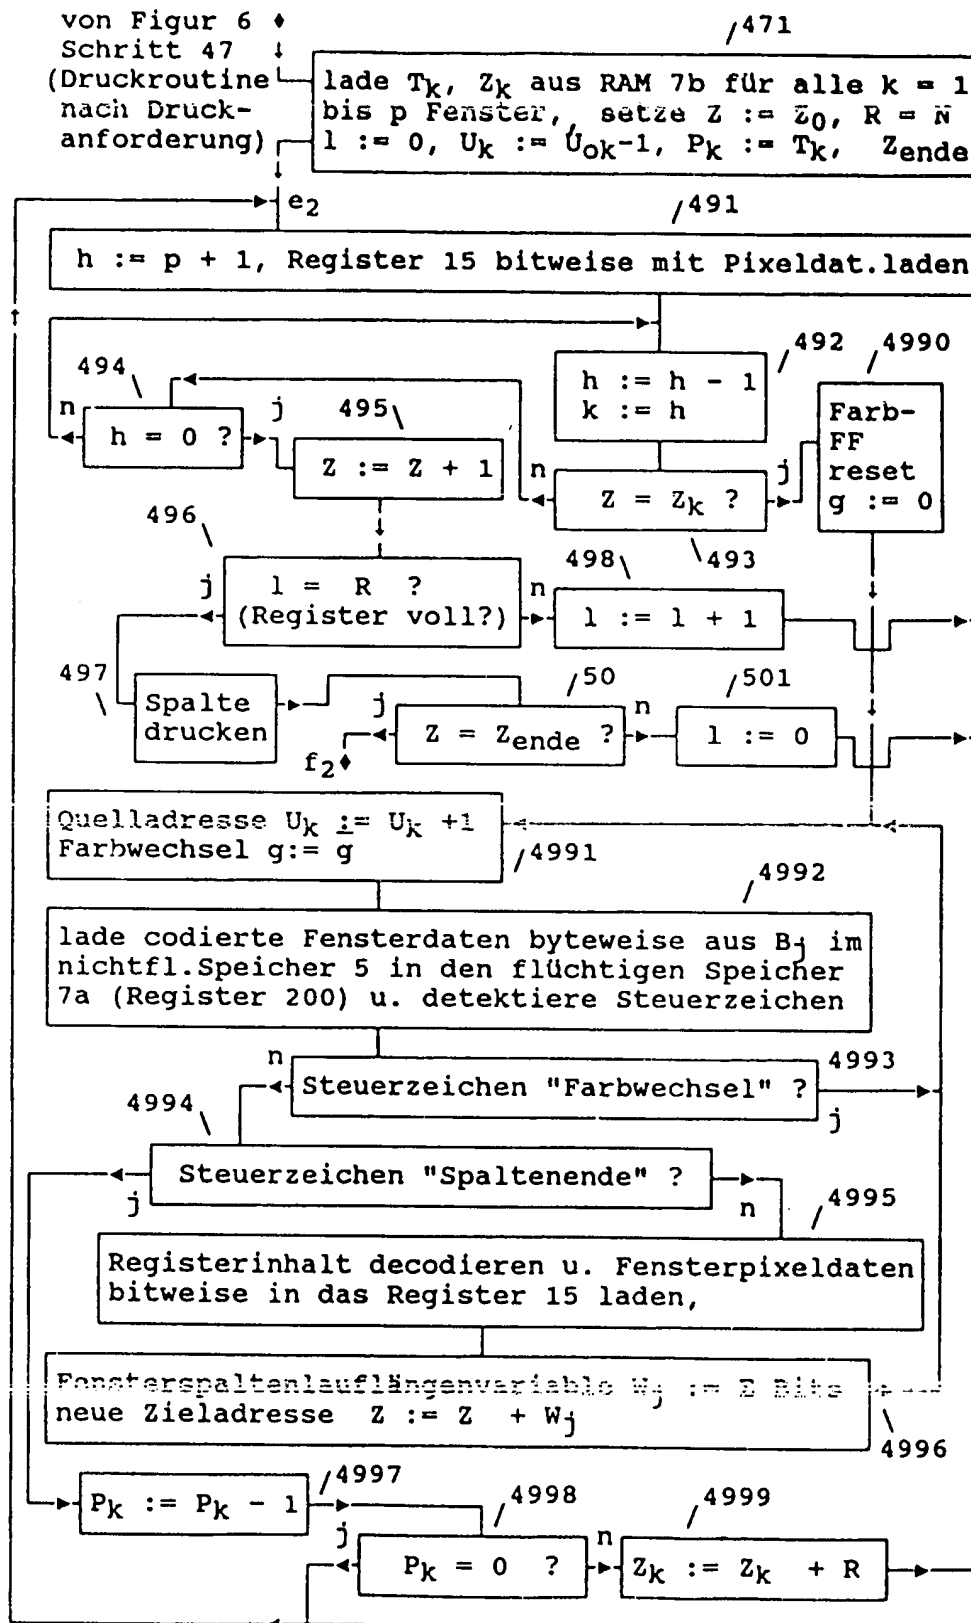 von Figur 6
Schritt 47
(Druckroutine
nach Druck-
anforderung)
471
lade Tk, Zk aus RAM 7b für alle k = 1
bis p Fenster, setze Z := Z0, R = N
l := 0, Uk := Uok-1, Pk := Tk, Zende
e2
491
h := p + 1, Register 15 bitweise mit Pixeldat.laden
492
4990
h := h - 1
k := h
Farb-
FF
reset
g := 0
494
n
h = 0 ?
j
495
Z := Z + 1
n
Z = Zk ?
j
493
496
j
l = R ?
(Register voll?)
n
498
l := l + 1
497
Spalte
drucken
j
50
Z = Zende ?
n
501
l := 0
f2
Quelladresse Uk := Uk +1
Farbwechsel g:= g
4991
4992
lade codierte Fensterdaten byteweise aus Bj im
nichtfl.Speicher 5 in den flüchtigen Speicher
7a (Register 200) u. detektiere Steuerzeichen
n
Steuerzeichen "Farbwechsel" ?
4993
j
4994
Steuerzeichen "Spaltenende" ?
j
n
4995
Registerinhalt decodieren u. Fensterpixeldaten
bitweise in das Register 15 laden,
Fensterspaltenlauflängenvariable Wj := Σ Bits
neue Zieladresse Z := Z + Wj
4996
Pk := Pk - 1
4997
j
4998
Pk = 0 ?
n
4999
Zk := Zk + R